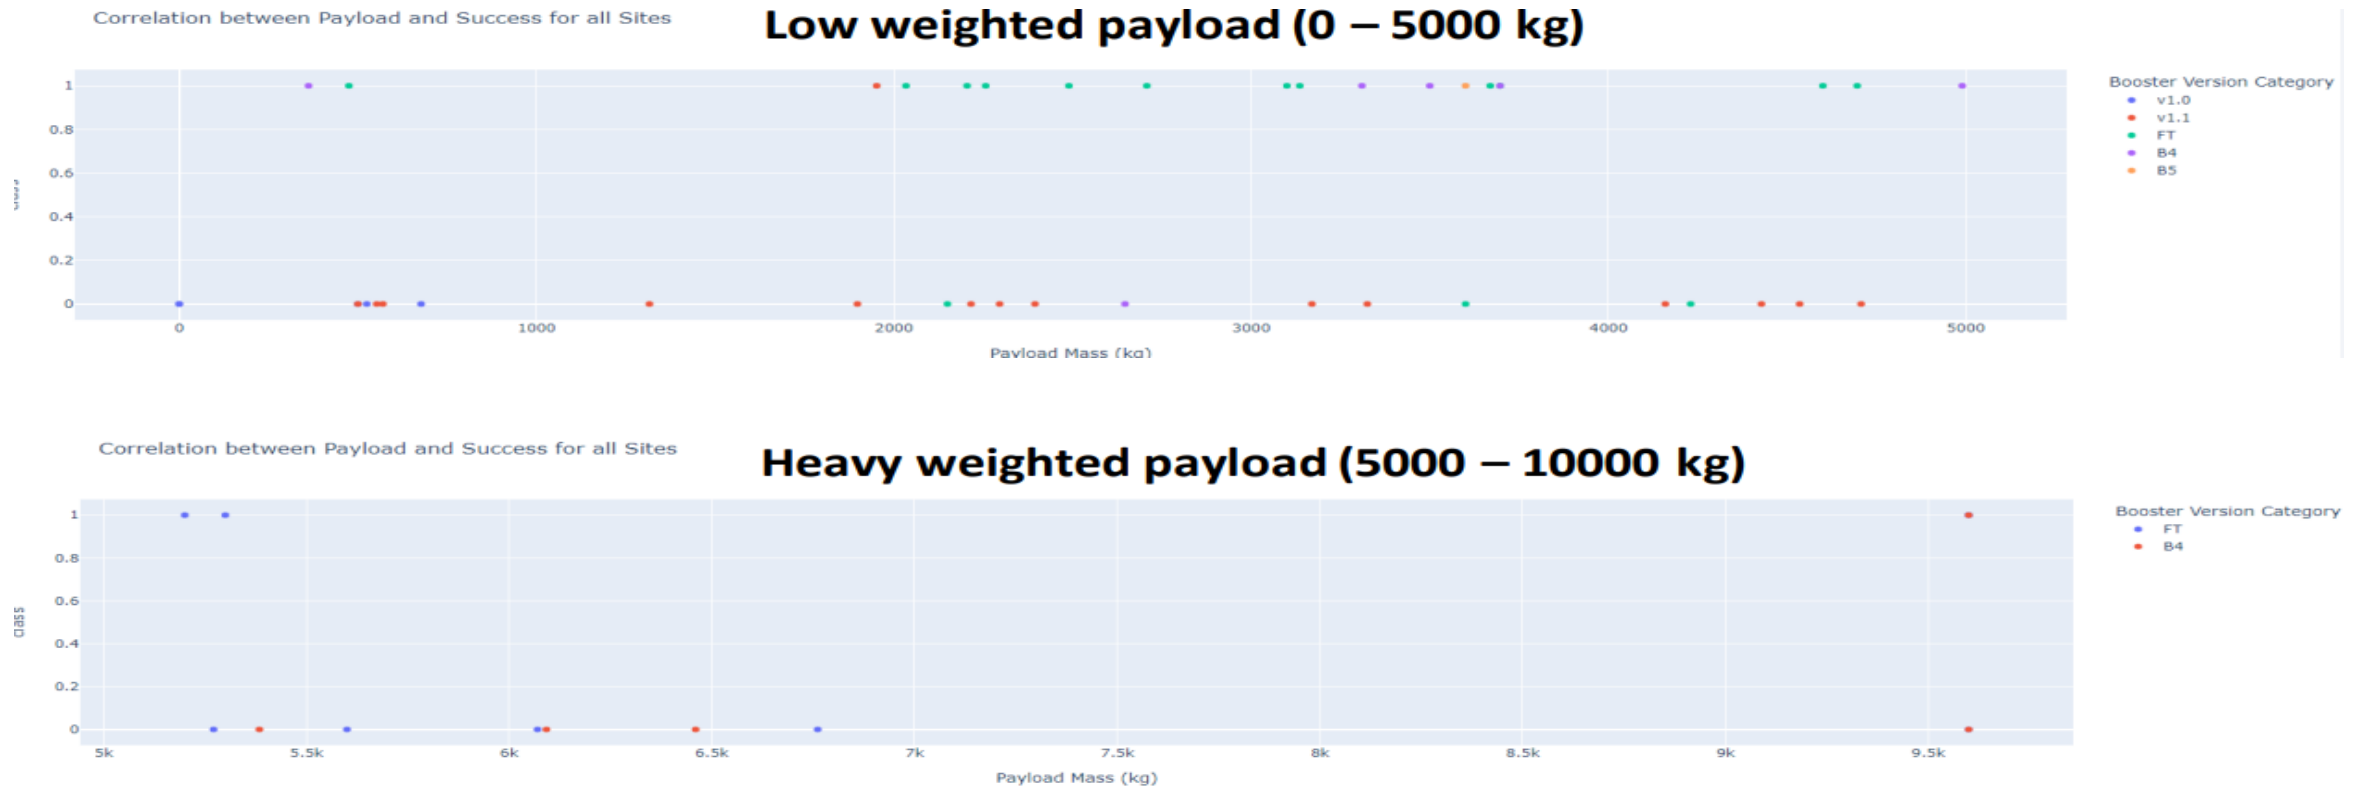 Correlation between Payload and Success for all Sites
Low weighted payload (0 – 5000 kg)
1
0.8
0.6
0.4
0.2
0
class
0 1000 2000 3000 4000 5000
Payload Mass (kg)
Booster Version Category
v1.0
v1.1
FT
B4
B5
Correlation between Payload and Success for all Sites
Heavy weighted payload (5000 – 10000 kg)
1
0.8
0.6
0.4
0.2
0
class
5k 5.5k 6k 6.5k 7k 7.5k 8k 8.5k 9k 9.5k
Payload Mass (kg)
Booster Version Category
FT
B4